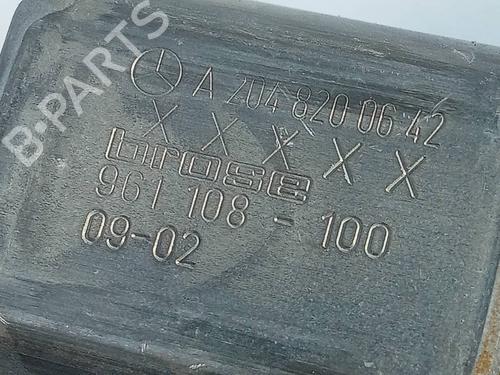 A 204 820 06 42
X X X X X
brose
961 108 - 100
09-02
B-PARTS